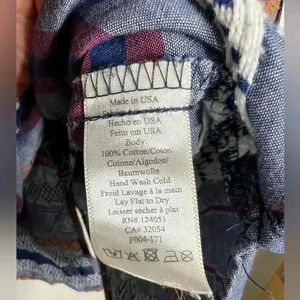 Made in USA
Hecho en USA
Feito em USA
Body:
100% Cotton/Coton/
Cotone/Algodon/
Baumwolle
Hand Wash Cold
Froid Lavage à la main
Lay Flat to Dry
Laisser sécher à plat
RN# 124051
CA# 32054
F004-171